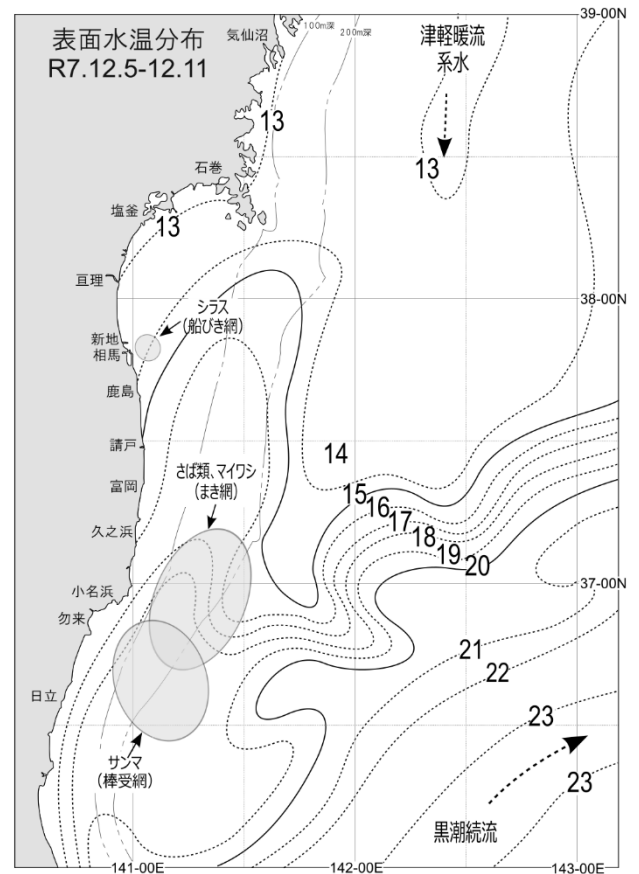 表面水温分布
R7.12.5-12.11
気仙沼
100m深
200m深
津軽暖流
系水
39-00N
13
13
石巻
塩釜
13
亘理
38-00N
シラス
(船びき網)
新地
相馬
鹿島
請戸
14
さば類、マイワシ
(まき網)
富岡
15
16
17
久之浜
18
19
20
37-00N
小名浜
勿来
21
22
日立
23
サンマ
(棒受網)
23
黒潮続流
141-00E
142-00E
143-00E